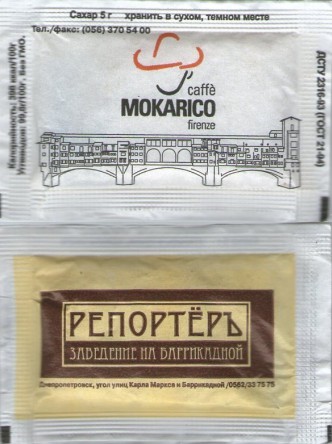 Сахар 5 г хранить в сухом, темном месте
Тел./факс: (056) 370 54 00
Калорийность: 398 ккал/100г
Углеводов: 99,8г/100г. Без ГМО.
caffè
MOKARICO
firenze
ДСТУ 2316-93 (ГОСТ 21-94)
РЕПОРТЁРЪ
ЗАВЕДЕНИЕ НА БАРРИКАДНОЙ
Днепропетровск, угол улиц Карла Маркса и Баррикадной /0562/33 75 75